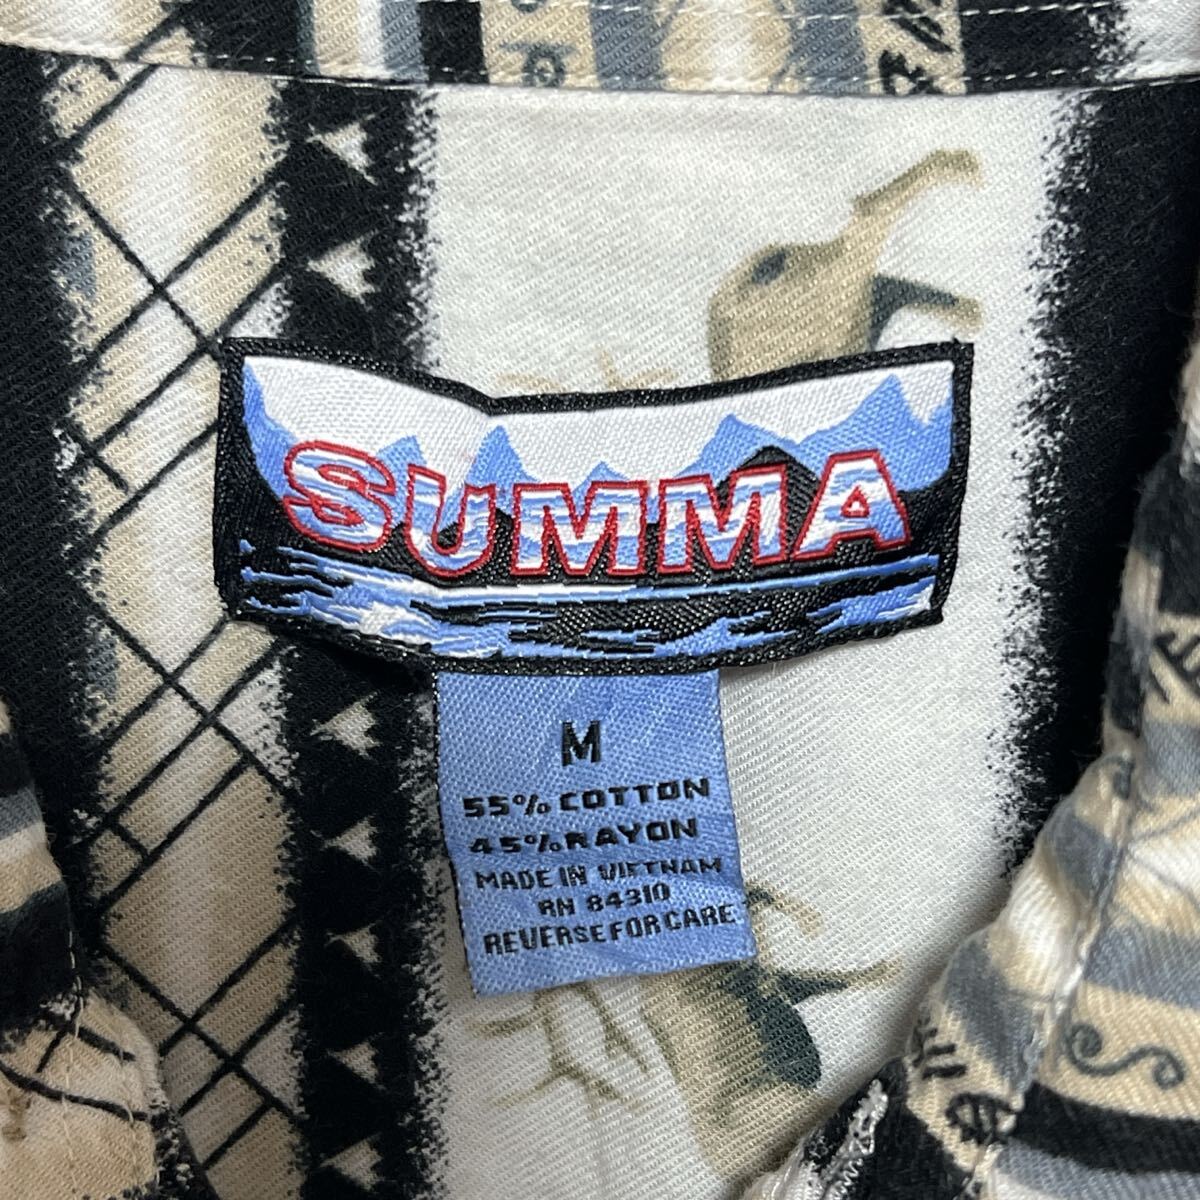 SUMMA
M
55% COTTON
45% RAYON
MADE IN VIETNAM
RN 84310
REVERSE FOR CARE